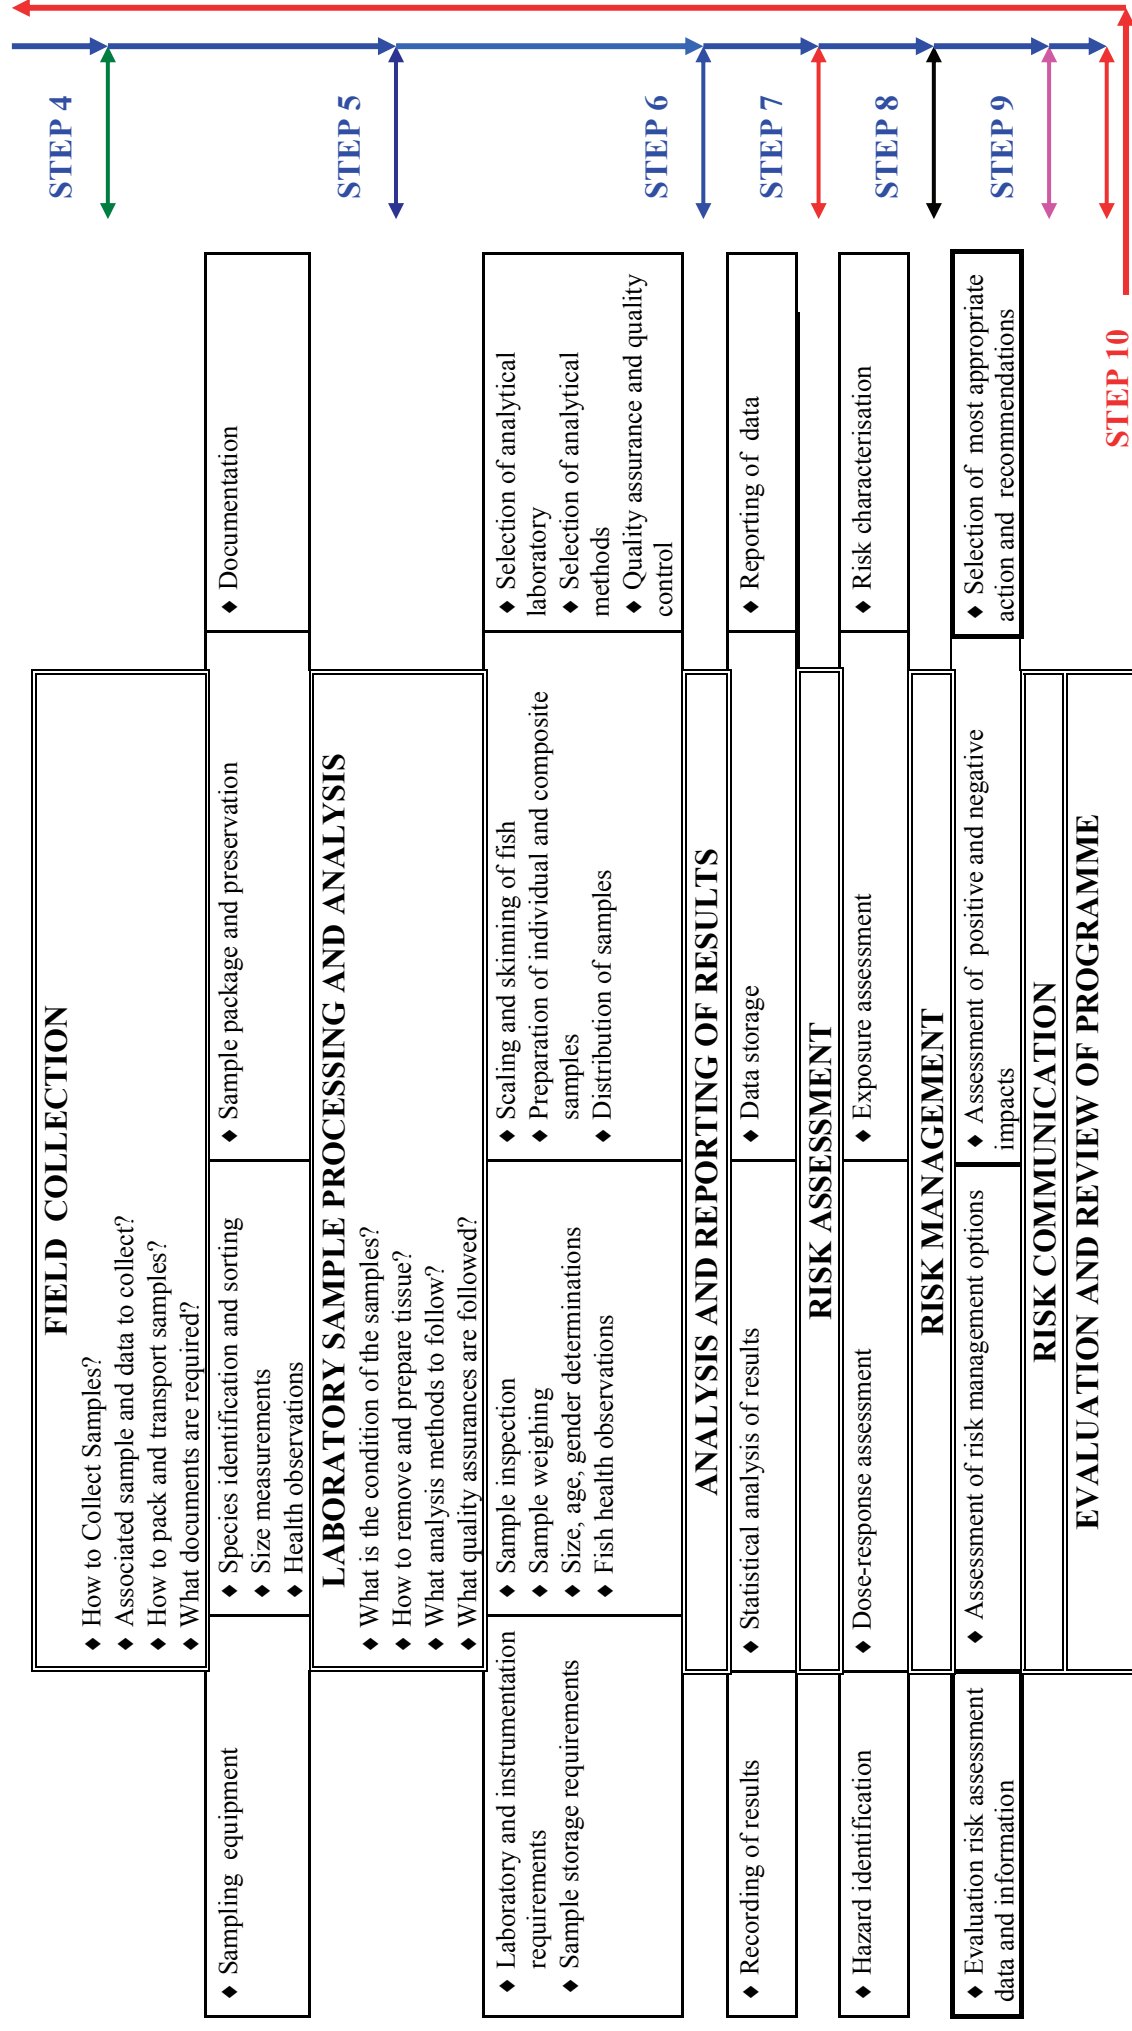 FIELD COLLECTION
♦ How to Collect Samples?
♦ Associated sample and data to collect?
♦ How to pack and transport samples?
♦ What documents are required?
STEP 4
♦ Sampling equipment
♦ Species identification and sorting
♦ Size measurements
♦ Health observations
♦ Sample package and preservation
♦ Documentation
LABORATORY SAMPLE PROCESSING AND ANALYSIS
♦ What is the condition of the samples?
♦ How to remove and prepare tissue?
♦ What analysis methods to follow?
♦ What quality assurances are followed?
STEP 5
♦ Laboratory and instrumentation
requirements
♦ Sample storage requirements
♦ Sample inspection
♦ Sample weighing
♦ Size, age, gender determinations
♦ Fish health observations
♦ Scaling and skinning of fish
♦ Preparation of individual and composite
samples
♦ Distribution of samples
♦ Selection of analytical
laboratory
♦ Selection of analytical
methods
♦ Quality assurance and quality
control
ANALYSIS AND REPORTING OF RESULTS
STEP 6
♦ Recording of results
♦ Statistical analysis of results
♦ Data storage
♦ Reporting of data
RISK ASSESSMENT
STEP 7
♦ Hazard identification
♦ Dose-response assessment
♦ Exposure assessment
♦ Risk characterisation
RISK MANAGEMENT
STEP 8
♦ Evaluation risk assessment
data and information
♦ Assessment of risk management options
♦ Assessment of positive and negative
impacts
♦ Selection of most appropriate
action and recommendations
RISK COMMUNICATION
STEP 9
EVALUATION AND REVIEW OF PROGRAMME
STEP 10